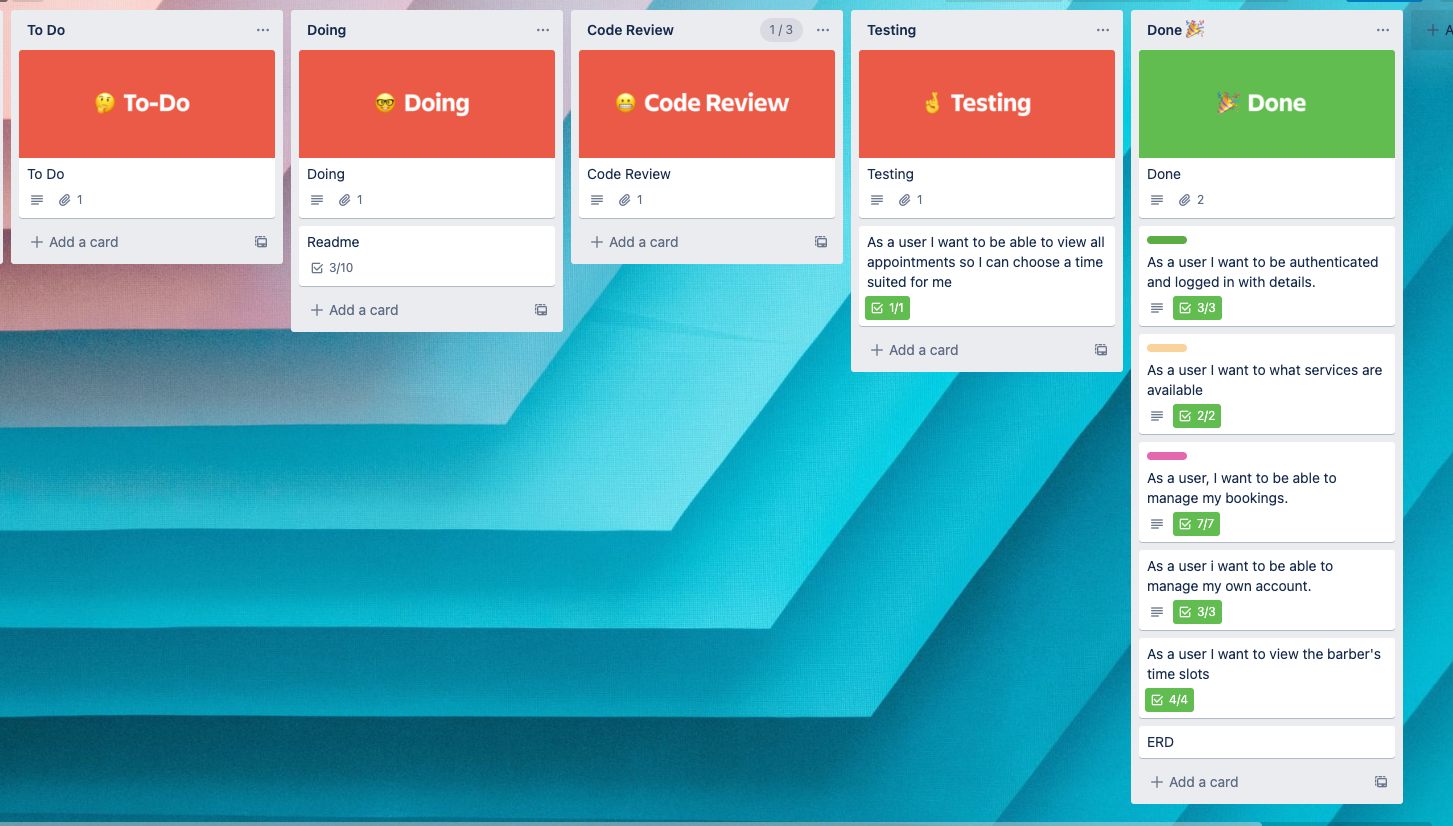 To Do
🤔 To-Do
To Do
1
+ Add a card
Doing
🤓 Doing
Doing
1
Readme
3/10
+ Add a card
Code Review
1 / 3
😬 Code Review
Code Review
1
+ Add a card
Testing
🤞 Testing
Testing
1
As a user I want to be able to view all
appointments so I can choose a time
suited for me
1/1
+ Add a card
Done 🎉
🎉 Done
Done
2
As a user I want to be authenticated
and logged in with details.
3/3
As a user I want to what services are
available
2/2
As a user, I want to be able to
manage my bookings.
7/7
As a user i want to be able to
manage my own account.
3/3
As a user I want to view the barber's
time slots
4/4
ERD
+ Add a card